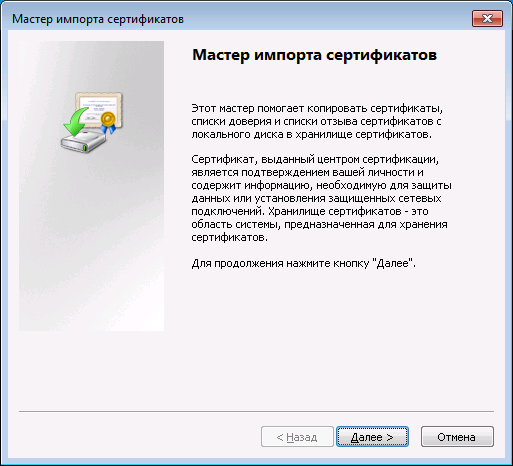 Мастер импорта сертификатов
Мастер импорта сертификатов
Этот мастер помогает копировать сертификаты,
списки доверия и списки отзыва сертификатов с
локального диска в хранилище сертификатов.
Сертификат, выданный центром сертификации,
является подтверждением вашей личности и
содержит информацию, необходимую для защиты
данных или установления защищенных сетевых
подключений. Хранилище сертификатов - это
область системы, предназначенная для хранения
сертификатов.
Для продолжения нажмите кнопку "Далее".
< Назад
Далее >
Отмена